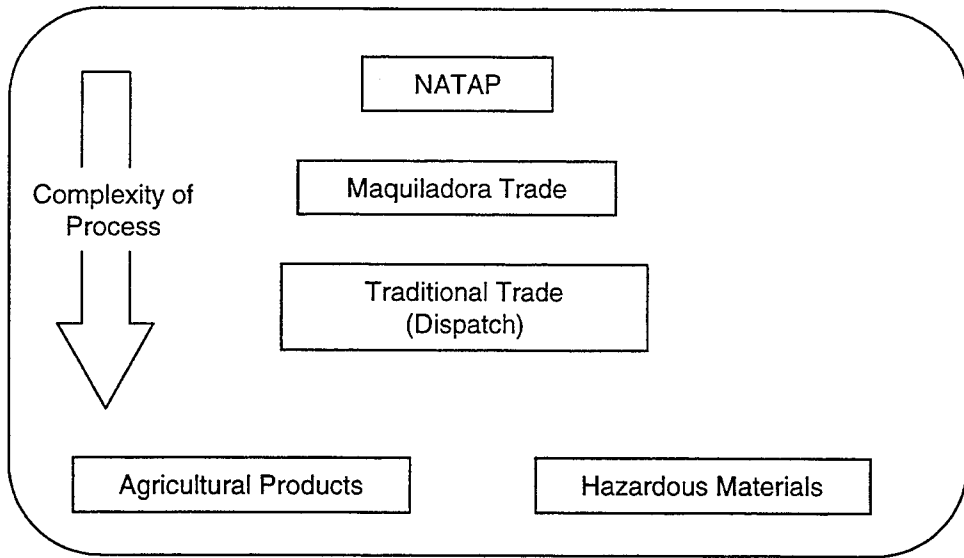 NATAP
Maquiladora Trade
Complexity of
Process
Traditional Trade
(Dispatch)
Agricultural Products
Hazardous Materials